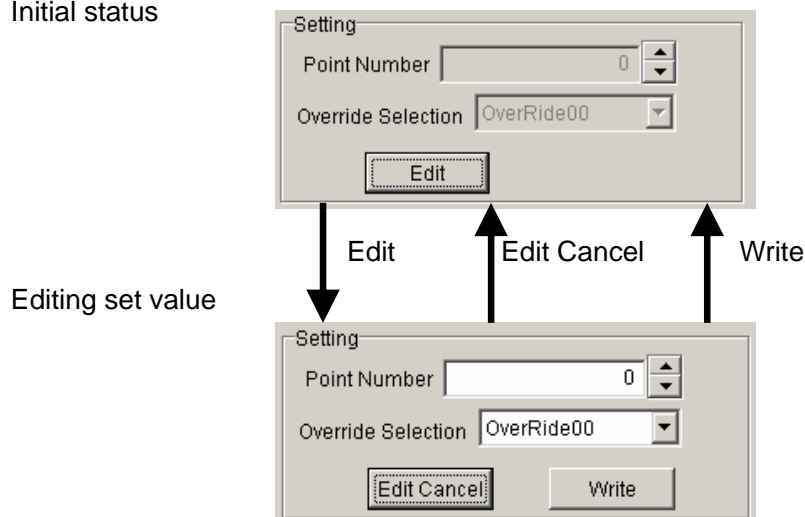 Initial status
Setting
Point Number 0
Override Selection OverRide00
Edit
Edit Edit Cancel Write
Editing set value
Setting
Point Number 0
Override Selection OverRide00
Edit Cancel Write